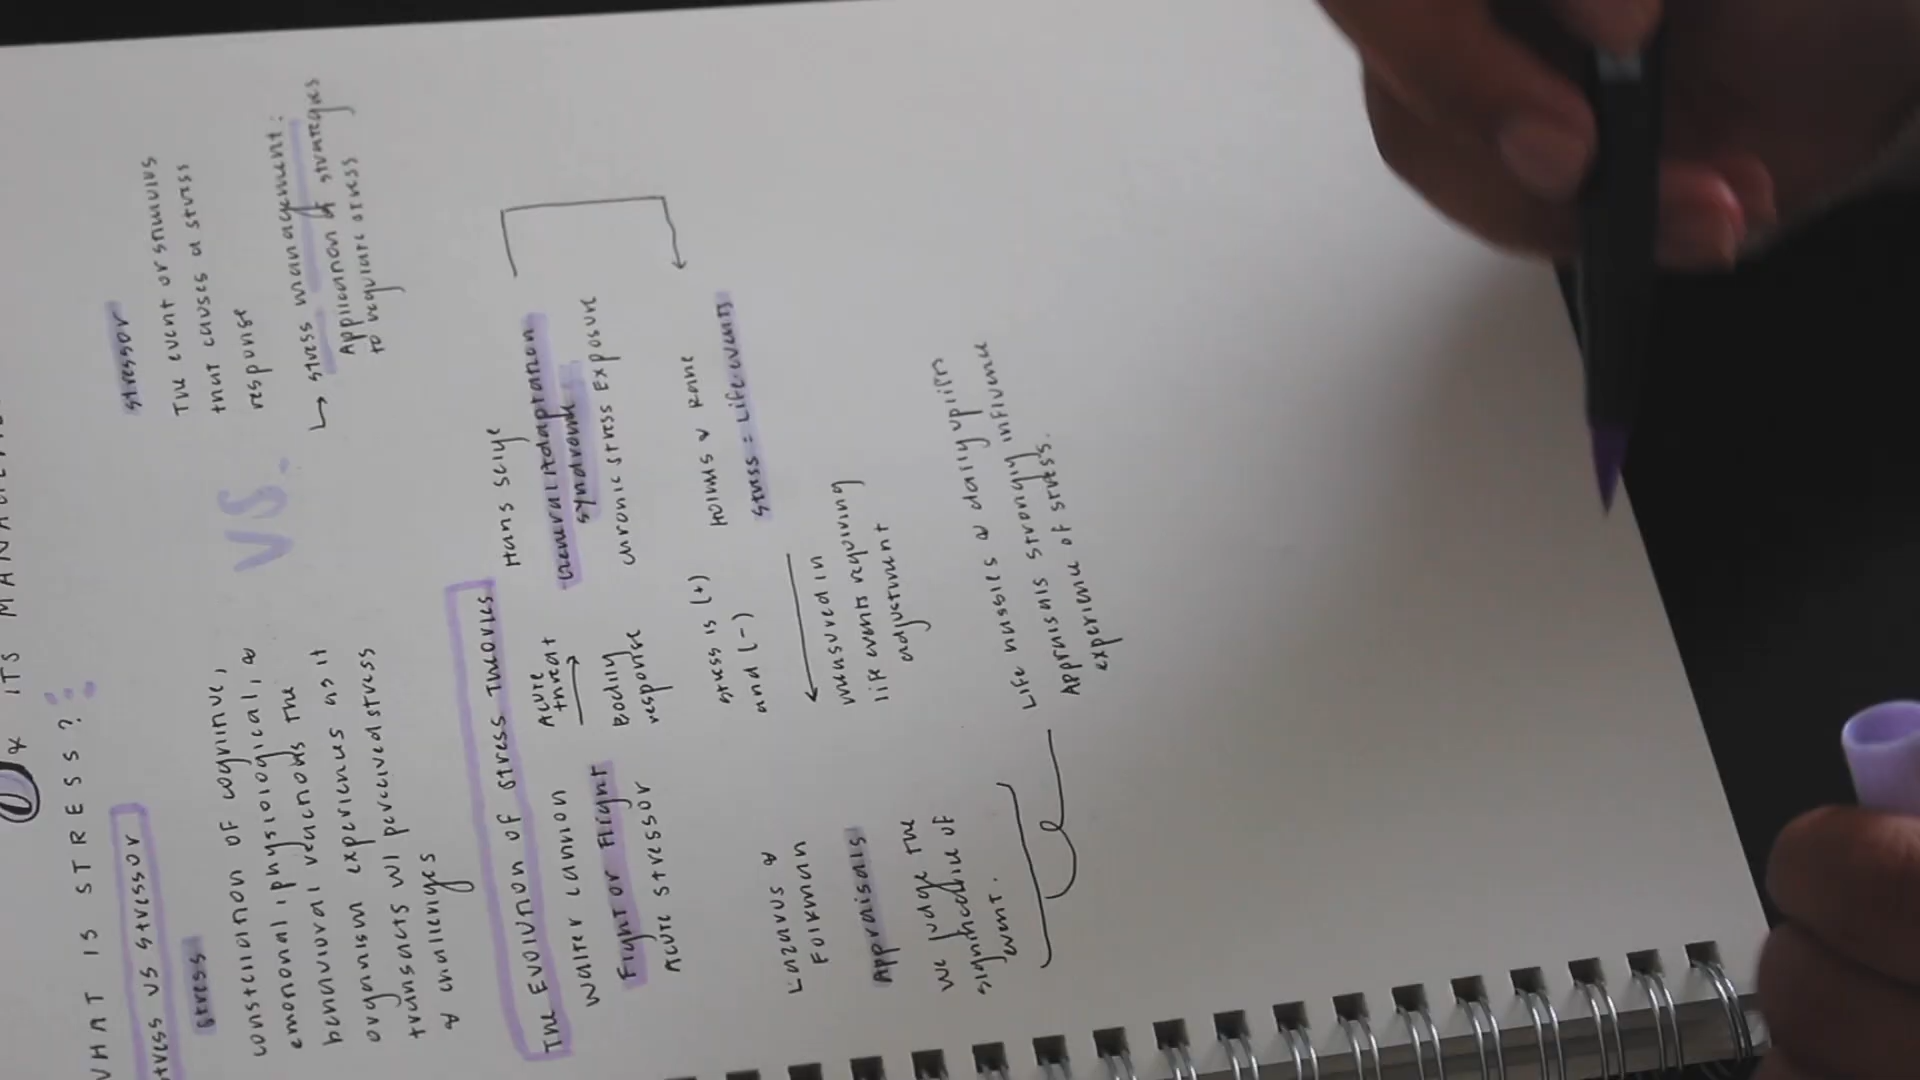 & ITS MANAG
WHAT IS STRESS?
stress vs stressor
stress
constellation of cognitive,
emotional, physiological, &
behavioral reactions the
organism experiences as it
transacts w/ perceived stress
& challenges
VS.
stressor
The event or stimulus
that causes a stress
response
↳ stress management:
Application of strategies
to regulate stress
The Evolution of stress Theories
Walter Cannon
Fight or Flight
Acute stressor
Acute
threat
→
Bodily
response
Hans Selye
General Adaptation
syndrome
chronic stress Exposure
Holms & Rahe
stress = Life events
stress is (+)
and (-)
measured in
life events requiring
adjustment
Lazarus &
Folkman
Appraisals
We judge the
significance of
event.
Life hassles & daily uplifts
Appraisals strongly influence
experience of stress.